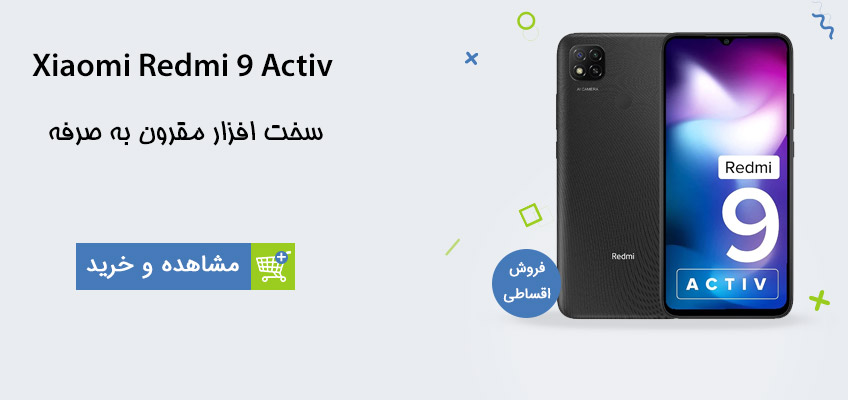 Xiaomi Redmi 9 Activ
سخت افزار مقرون به صرفه
مشاهده و خرید
فروش
اقساطی
AI CAMERA
Redmi
Redmi
9
ACTIV